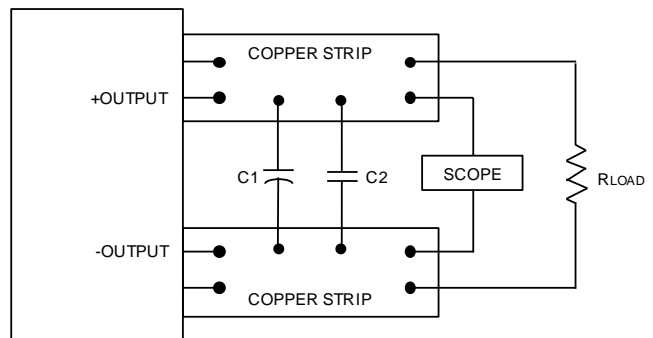 COPPER STRIP
+OUTPUT
C1
C2
SCOPE
RLOAD
-OUTPUT
COPPER STRIP